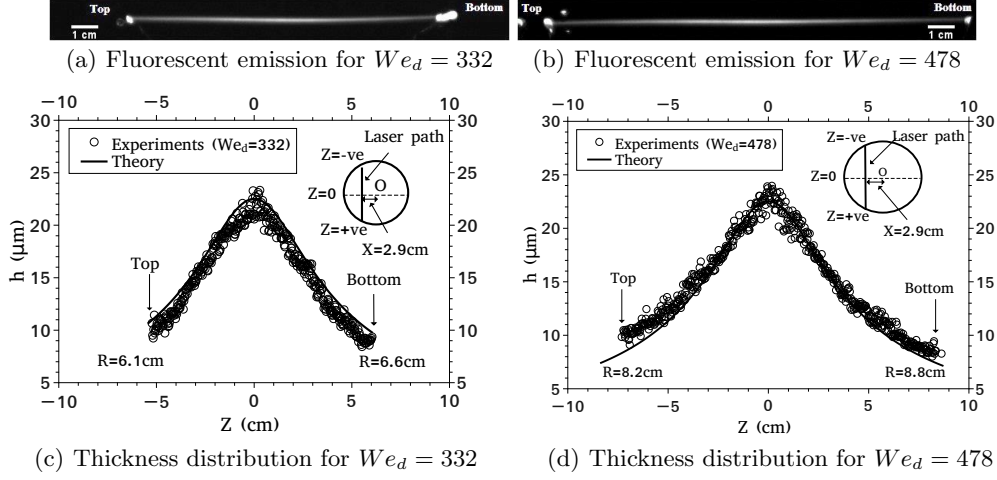 Top
Bottom
1 cm
Top
Bottom
1 cm
(a) Fluorescent emission for We_d = 332
(b) Fluorescent emission for We_d = 478
−10 −5 0 5 10
30
25
20
15
10
5
30
25
20
15
10
5
h (μm)
Experiments (We_d=332)
Theory
Laser path
Z=-ve
Z=0
O
Z=+ve
X=2.9cm
Top
Bottom
R=6.1cm
R=6.6cm
−10 −5 0 5 10
Z (cm)
−10 −5 0 5 10
30
25
20
15
10
5
30
25
20
15
10
5
h (μm)
Experiments (We_d=478)
Theory
Z=-ve
Laser path
Z=0
O
Z=+ve
X=2.9cm
Top
Bottom
R=8.2cm
R=8.8cm
−10 −5 0 5 10
Z (cm)
(c) Thickness distribution for We_d = 332
(d) Thickness distribution for We_d = 478